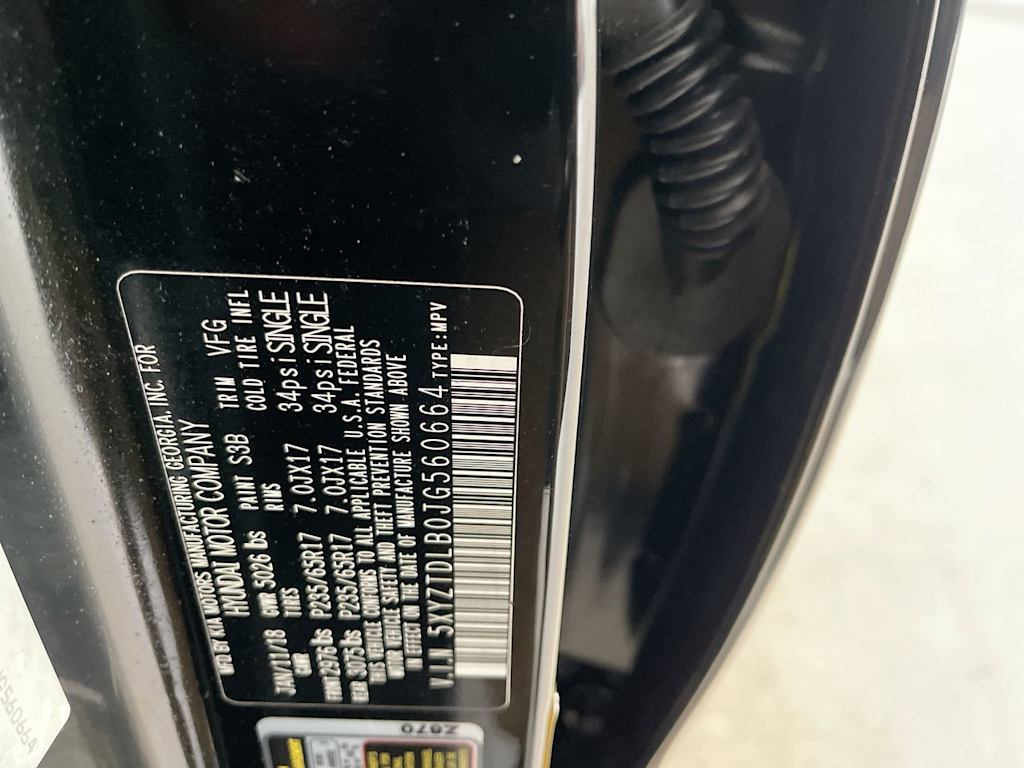 MFD BY KIA MOTORS MANUFACTURING GEORGIA, INC. FOR
HYUNDAI MOTOR COMPANY
JAN/11/18 GVWR 5026 lbs PAINT S3B TRIM VFG
GAWR TIRES RIMS COLD TIRE INFL
FRNT 2976 lbs P235/65R17 7.0JX17 34psi SINGLE
REAR 3075 lbs P235/65R17 7.0JX17 34psi SINGLE
THIS VEHICLE CONFORMS TO ALL APPLICABLE U.S.A. FEDERAL
MOTOR VEHICLE SAFETY AND THEFT PREVENTION STANDARDS
IN EFFECT ON THE DATE OF MANUFACTURE SHOWN ABOVE
V.I.N 5XYZTDLB0JG560664 TYPE:MPV
Z670
G560664